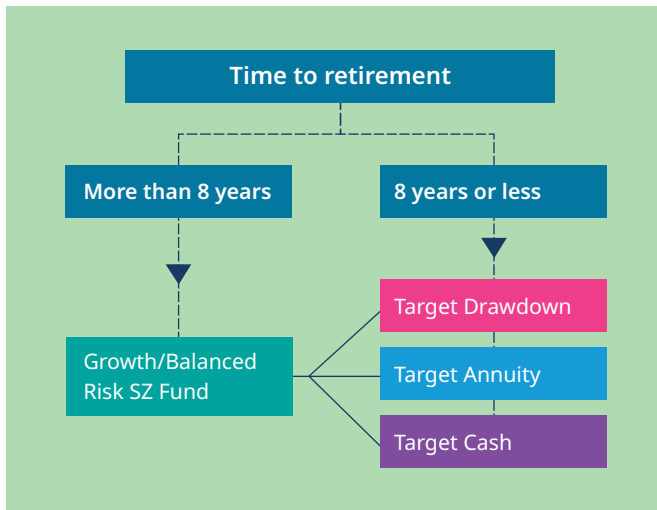 Time to retirement
More than 8 years
8 years or less
Target Drawdown
Growth/Balanced
Risk SZ Fund
Target Annuity
Target Cash